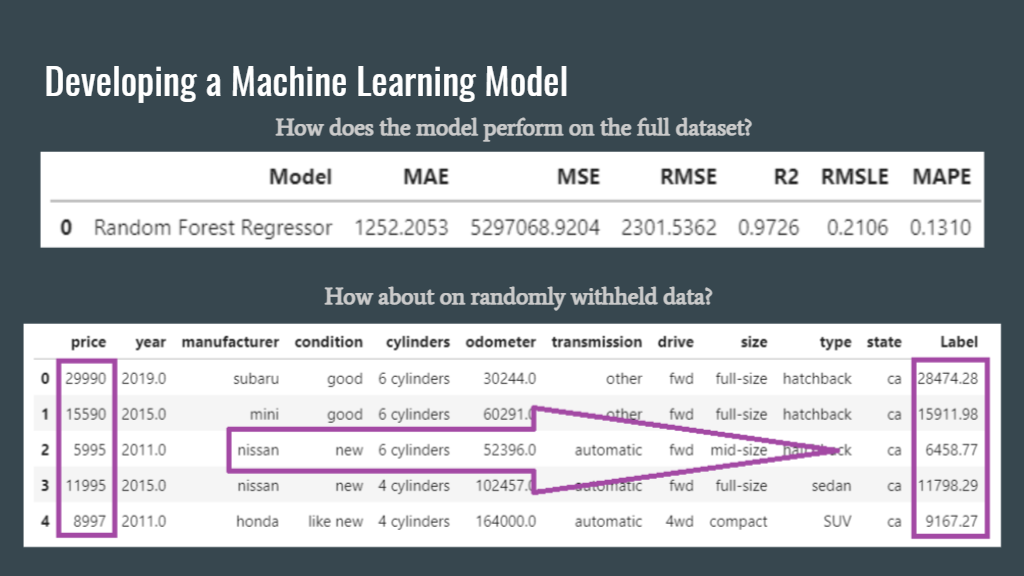 Developing a Machine Learning Model
How does the model perform on the full dataset?
Model MAE MSE RMSE R2 RMSLE MAPE
0 Random Forest Regressor 1252.2053 5297068.9204 2301.5362 0.9726 0.2106 0.1310
How about on randomly withheld data?
price year manufacturer condition cylinders odometer transmission drive size type state Label
0 29990 2019.0 subaru good 6 cylinders 30244.0 other fwd full-size hatchback ca 28474.28
1 15590 2015.0 mini good 6 cylinders 60291.0 other fwd full-size hatchback ca 15911.98
2 5995 2011.0 nissan new 6 cylinders 52396.0 automatic fwd mid-size hatchback ca 6458.77
3 11995 2015.0 nissan new 4 cylinders 102457.0 automatic fwd full-size sedan ca 11798.29
4 8997 2011.0 honda like new 4 cylinders 164000.0 automatic 4wd compact SUV ca 9167.27